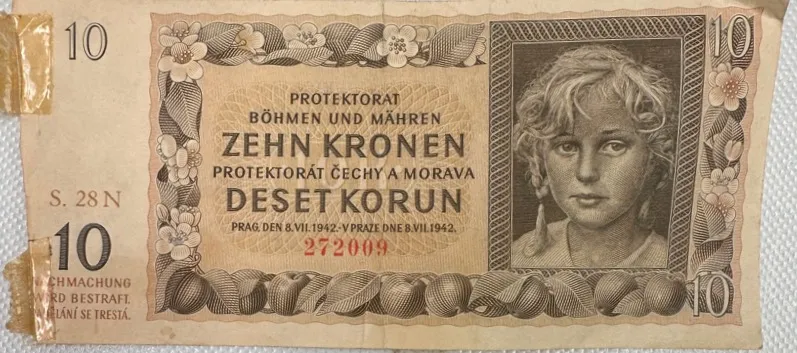 10
10
PROTEKTORAT
BÖHMEN UND MÄHREN
ZEHN KRONEN
PROTEKTORÁT ČECHY A MORAVA
DESET KORUN
PRAG, DEN 8.VII.1942.-V PRAZE DNE 8.VII.1942.
272009
S. 28 N
10
WIRD BESTRAFT.
SE TRESTÁ.
10